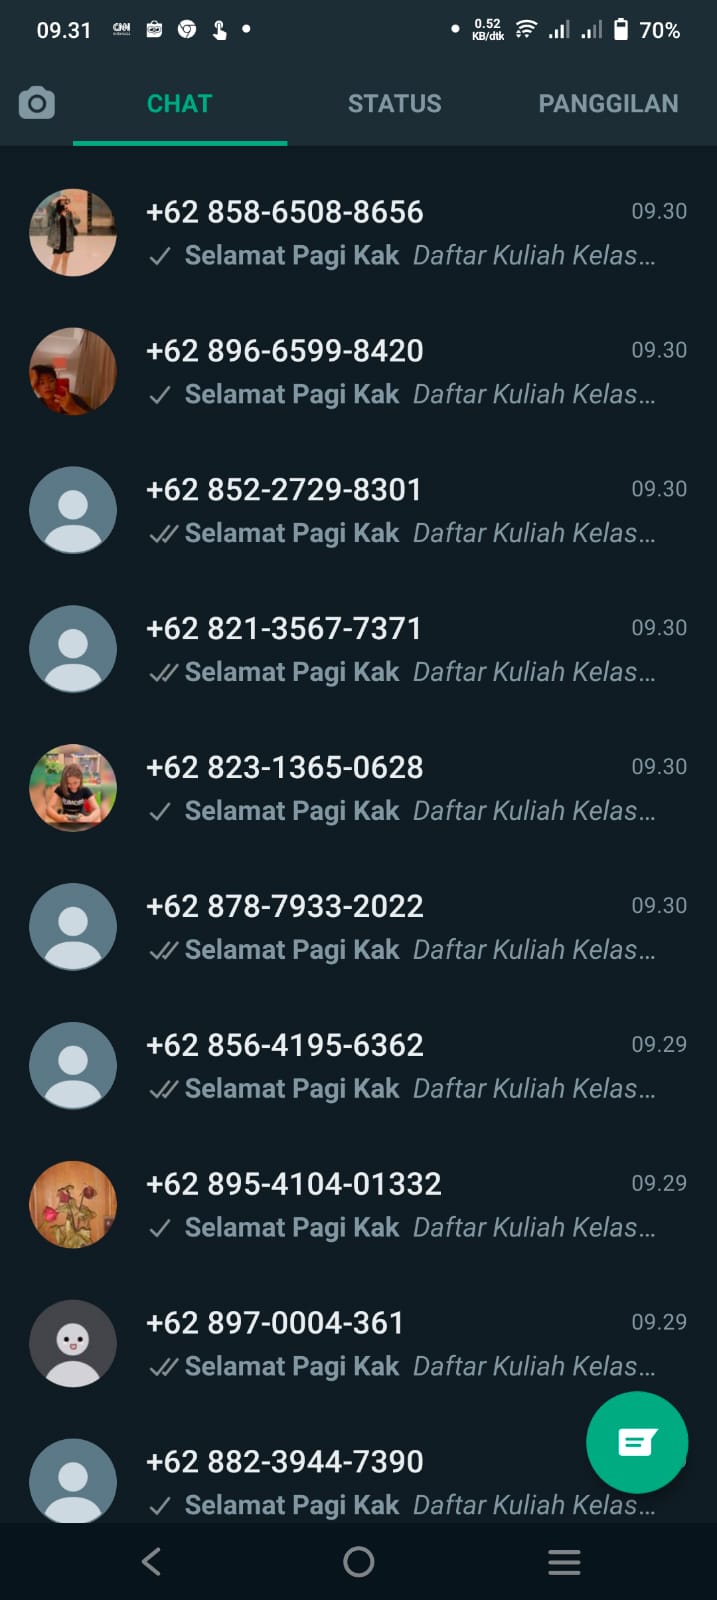 09.31 CNN 0.52 KB/dtk 70%
CHAT STATUS PANGGILAN
+62 858-6508-8656 09.30
Selamat Pagi Kak Daftar Kuliah Kelas...
+62 896-6599-8420 09.30
Selamat Pagi Kak Daftar Kuliah Kelas...
+62 852-2729-8301 09.30
Selamat Pagi Kak Daftar Kuliah Kelas...
+62 821-3567-7371 09.30
Selamat Pagi Kak Daftar Kuliah Kelas...
+62 823-1365-0628 09.30
Selamat Pagi Kak Daftar Kuliah Kelas...
+62 878-7933-2022 09.30
Selamat Pagi Kak Daftar Kuliah Kelas...
+62 856-4195-6362 09.29
Selamat Pagi Kak Daftar Kuliah Kelas...
+62 895-4104-01332 09.29
Selamat Pagi Kak Daftar Kuliah Kelas...
+62 897-0004-361 09.29
Selamat Pagi Kak Daftar Kuliah Kelas...
+62 882-3944-7390
Selamat Pagi Kak Daftar Kuliah Kelas...